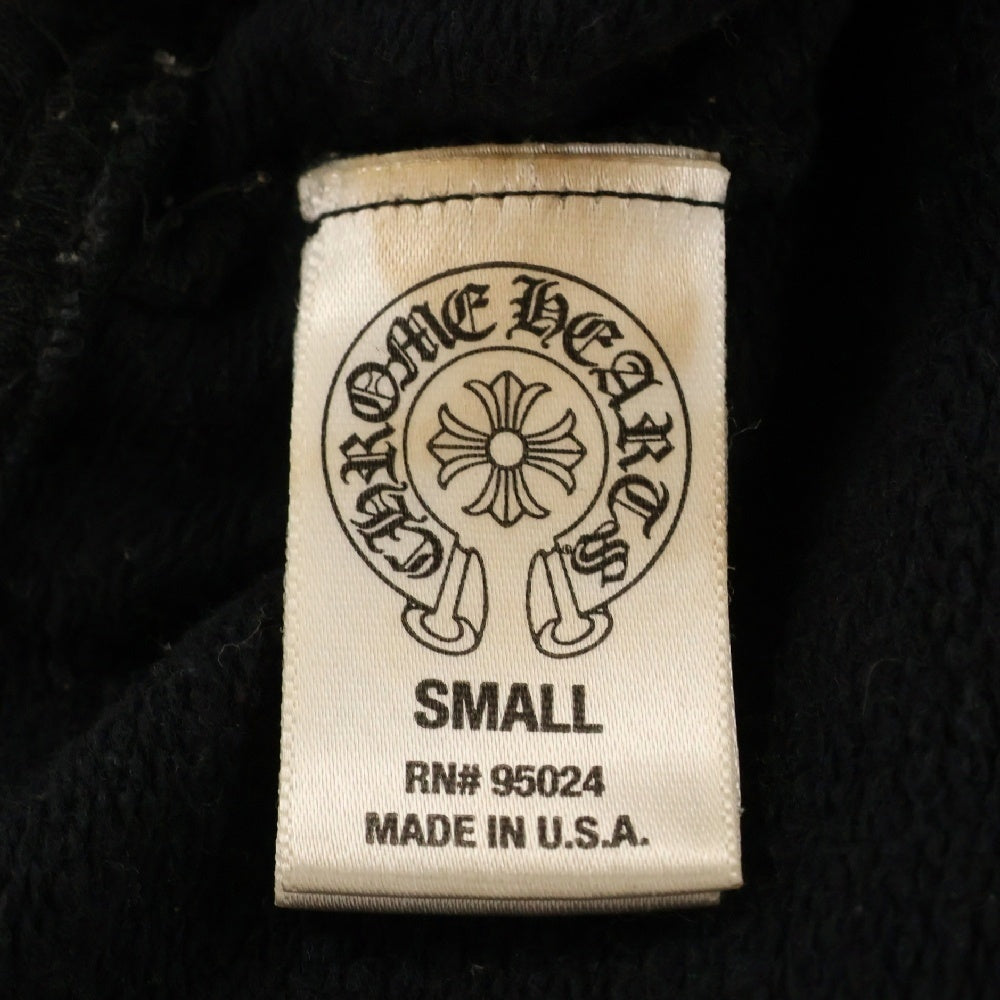 CHROME HEARTS
SMALL
RN# 95024
MADE IN U.S.A.